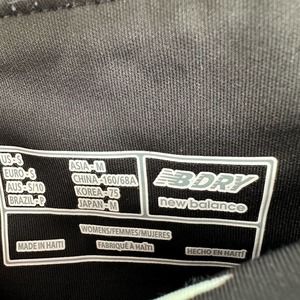 US-S
EURO-S
AUS-S/10
BRAZIL-P
ASIA-M
CHINA-160/68A
KOREA-75
JAPAN-M
NB DRY
new balance
WOMENS/FEMMES/MUJERES
MADE IN HAITI
FABRIQUÉ À HAÏTI
HECHO EN HAITI